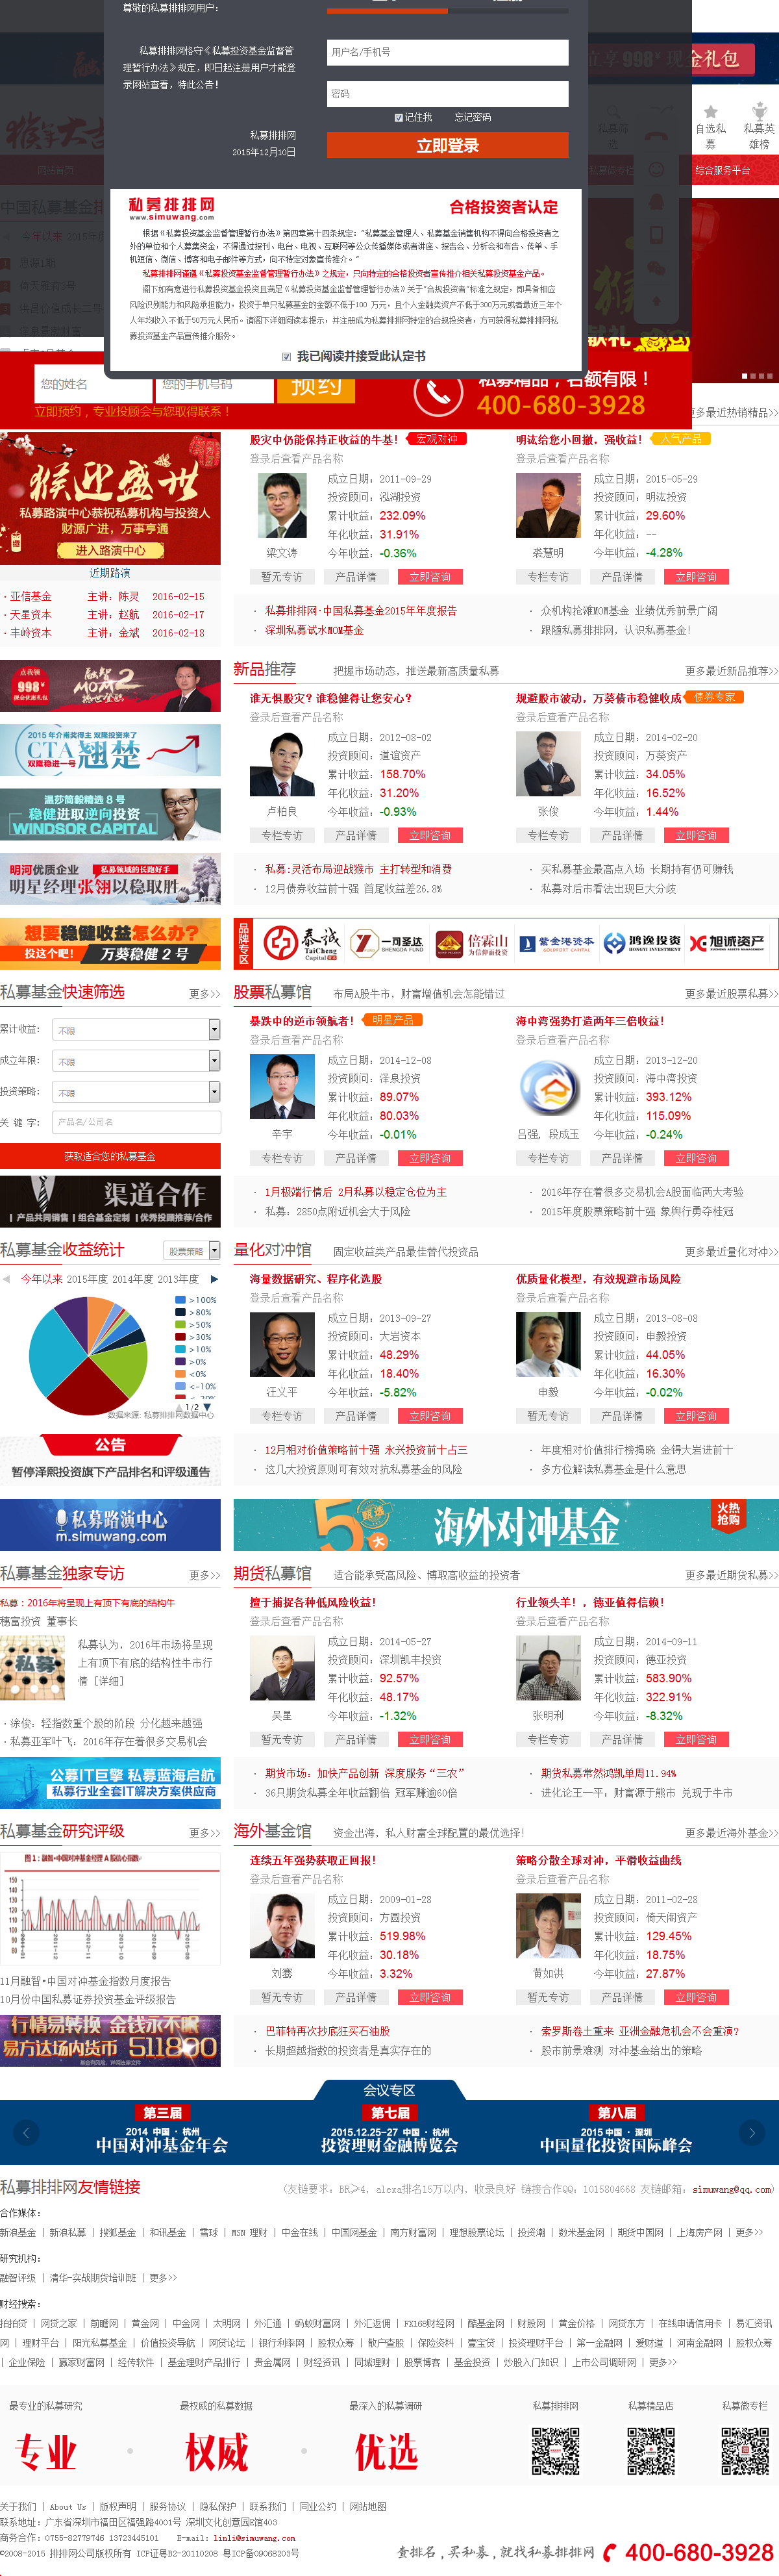 尊敬的私募排排网用户：
私募排排网恪守《私募投资基金监督管
理暂行办法》规定，即日起注册用户才能登
录网站查看，特此公告！
私募排排网
2015年12月10日
用户名/手机号
密码
记住我 忘记密码
立即登录
私募排排网
www.simuwang.com
合格投资者认定
根据《私募投资基金监督管理暂行办法》第四章第十四条规定：“私募基金管理人、私募基金销售机构不得向合格投资者之
外的单位和个人募集资金，不得通过报刊、电台、电视、互联网等公众传播媒体或者讲座、报告会、分析会和布告、传单、手
机短信、微信、博客和电子邮件等方式，向不特定对象宣传推介。”
私募排排网谨遵《私募投资基金监督管理暂行办法》之规定，只向特定的合格投资者宣传推介相关私募投资基金产品。
阁下如有意进行私募投资基金投资且满足《私募投资基金监督管理暂行办法》关于“合规投资者”标准之规定，即具备相应
风险识别能力和风险承担能力，投资于单只私募基金的金额不低于100 万元，且个人金融类资产不低于300万元或者最近三年个
人年均收入不低于50万元人民币。请阁下详细阅读本提示，并注册成为私募排排网特定的合规投资者，方可获得私募排排网私
募投资基金产品宣传推介服务。
我已阅读并接受此认定书
自选私募
私募英雄榜
综合服务平台
您的姓名
您的手机号码
预约
立即预约，专业投顾会与您取得联系！
私募精品，名额有限！
400-680-3928
更多最近热销精品>>
猴迎盛世
私募路演中心恭祝私募机构与投资人
财源广进，万事亨通
进入路演中心
近期路演
·亚信基金 主讲：陈灵 2016-02-15
·天星资本 主讲：赵航 2016-02-17
·丰岭资本 主讲：金斌 2016-02-18
股灾中仍能保持正收益的牛基！ 宏观对冲
登录后查看产品名称
成立日期：2011-09-29
投资顾问：泓湖投资
累计收益：232.09%
年化收益：31.91%
今年收益：-0.36%
梁文涛
暂无专访 产品详情 立即咨询
明汯给您小回撤，强收益！ 人气产品
登录后查看产品名称
成立日期：2015-05-29
投资顾问：明汯投资
累计收益：29.60%
年化收益：--
今年收益：-4.28%
裘慧明
专栏专访 产品详情 立即咨询
· 私募排排网·中国私募基金2015年年度报告
· 深圳私募试水MOM基金
· 众机构抢滩MOM基金 业绩优秀前景广阔
· 跟随私募排排网，认识私募基金！
点我领
998元
融智MOM2
2015 年介甫奖得主 双隆投资来了
双隆稳进一号
CTA翘楚
温莎简毅精选 8 号
稳健进取逆向投资
WINDSOR CAPITAL
明河优质企业
私募领域的长跑好手
明星经理张翎以稳取胜
想要稳健收益怎么办？
投这个吧！ 万葵稳健 2 号
新品推荐 把握市场动态，推送最新高质量私募 更多最近新品推荐>>
谁无惧股灾？谁稳健得让您安心？
登录后查看产品名称
成立日期：2012-08-02
投资顾问：道谊资产
累计收益：158.70%
年化收益：31.20%
今年收益：-0.93%
卢柏良
专栏专访 产品详情 立即咨询
规避股市波动，万葵债市稳健收成 债券专家
登录后查看产品名称
成立日期：2014-02-20
投资顾问：万葵资产
累计收益：34.05%
年化收益：16.52%
今年收益：1.44%
张俊
专栏专访 产品详情 立即咨询
· 私募:灵活布局迎战猴市 主打转型和消费
· 12月债券收益前十强 首尾收益差26.8%
· 买私募基金最高点入场 长期持有仍可赚钱
· 私募对后市看法出现巨大分歧
品牌专区
泰诚 TaiCheng Capital
一可圣达 SHENGDA FUND
倍霖山 为信仰而投资
紫金港资本 GOLDPORT CAPITAL
鸿逸投资 HONGYI INVESTMENT
旭诚资产
私募基金快速筛选 更多>>
累计收益： 不限
成立年限： 不限
投资策略： 不限
关 键 字： 产品名/公司名
获取适合您的私募基金
渠道合作
| 产品共同销售 | 组合基金定制 | 优秀投顾推荐/合作
股票私募馆 布局A股牛市，财富增值机会怎能错过 更多最近股票私募>>
暴跌中的逆市领航者！ 明星产品
登录后查看产品名称
成立日期：2014-12-08
投资顾问：泽泉投资
累计收益：89.07%
年化收益：80.03%
今年收益：-0.01%
辛宇
专栏专访 产品详情 立即咨询
海中湾强势打造两年三倍收益！
登录后查看产品名称
成立日期：2013-12-20
投资顾问：海中湾投资
累计收益：393.12%
年化收益：115.09%
今年收益：-0.24%
吕强，段成玉
专栏专访 产品详情 立即咨询
· 1月极端行情后 2月私募以稳定仓位为主
· 私募：2850点附近机会大于风险
· 2016年存在着很多交易机会A股面临两大考验
· 2015年度股票策略前十强 象舆行勇夺桂冠
私募基金收益统计 股票策略
今年以来 2015年度 2014年度 2013年度
>100%
>80%
>50%
>30%
>10%
>0%
<0%
<-10%
<-20%
1/2
数据来源：私募排排网数据中心
公告
暂停泽熙投资旗下产品排名和评级通告
私募路演中心
m.simuwang.com
量化对冲馆 固定收益类产品最佳替代投资品 更多最近量化对冲>>
海量数据研究、程序化选股
登录后查看产品名称
成立日期：2013-09-27
投资顾问：大岩资本
累计收益：48.29%
年化收益：18.40%
今年收益：-5.82%
汪义平
专栏专访 产品详情 立即咨询
优质量化模型，有效规避市场风险
登录后查看产品名称
成立日期：2013-08-08
投资顾问：申毅投资
累计收益：44.05%
年化收益：16.30%
今年收益：-0.02%
申毅
暂无专访 产品详情 立即咨询
· 12月相对价值策略前十强 永兴投资前十占三
· 这几大投资原则可有效对抗私募基金的风险
· 年度相对价值排行榜揭晓 金锝大岩进前十
· 多方位解读私募基金是什么意思
甄选
5大
海外对冲基金
火热抢购
私募基金独家专访 更多>>
私募：2016年将呈现上有顶下有底的结构牛
穗富投资 董事长
私募认为，2016年市场将呈现
上有顶下有底的结构性牛市行
情 [详细]
·徐俊：轻指数重个股的阶段 分化越来越强
·私募亚军叶飞：2016年存在着很多交易机会
公募IT巨擎 私募蓝海启航
私募行业全套IT解决方案供应商
期货私募馆 适合能承受高风险、博取高收益的投资者 更多最近期货私募>>
擅于捕捉各种低风险收益！
登录后查看产品名称
成立日期：2014-05-27
投资顾问：深圳凯丰投资
累计收益：92.57%
年化收益：48.17%
今年收益：-1.32%
吴星
暂无专访 产品详情 立即咨询
行业领头羊！，德亚值得信赖！
登录后查看产品名称
成立日期：2014-09-11
投资顾问：德亚投资
累计收益：583.90%
年化收益：322.91%
今年收益：-8.32%
张明利
专栏专访 产品详情 立即咨询
· 期货市场：加快产品创新 深度服务“三农”
· 36只期货私募全年收益翻倍 冠军赚逾60倍
· 期货私募常然鸿凯单周11.94%
· 进化论王一平：财富源于熊市 兑现于牛市
私募基金研究评级 更多>>
11月融智•中国对冲基金指数月度报告
10月份中国私募证券投资基金评级报告
行情易转换 金钱永不眠
易方达场内货币 511800
海外基金馆 资金出海，私人财富全球配置的最优选择！ 更多最近海外基金>>
连续五年强势获取正回报！
登录后查看产品名称
成立日期：2009-01-28
投资顾问：方圆投资
累计收益：519.98%
年化收益：30.18%
今年收益：3.32%
刘骞
暂无专访 产品详情 立即咨询
策略分散全球对冲，平滑收益曲线
登录后查看产品名称
成立日期：2011-02-28
投资顾问：倚天阁资产
累计收益：129.45%
年化收益：18.75%
今年收益：27.87%
黄如洪
暂无专访 产品详情 立即咨询
· 巴菲特再次抄底狂买石油股
· 长期超越指数的投资者是真实存在的
· 索罗斯卷土重来 亚洲金融危机会不会重演?
· 股市前景难测 对冲基金给出的策略
会议专区
第三届
2014 中国·杭州
中国对冲基金年会
第七届
2015.12.25-27 中国·杭州
投资理财金融博览会
第八届
2015 中国·深圳
中国量化投资国际峰会
私募排排网友情链接 （友链要求：BR≥4，alexa排名15万以内，收录良好 链接合作QQ：1015804668 友链邮箱：simuwang@qq.com）
合作媒体：
新浪基金 | 新浪私募 | 搜狐基金 | 和讯基金 | 雪球 | MSN 理财 | 中金在线 | 中国网基金 | 南方财富网 | 理想股票论坛 | 投资潮 | 数米基金网 | 期货中国网 | 上海房产网 | 更多>>
研究机构：
融智评级 | 清华-实战期货培训班 | 更多>>
财经搜索：
拍拍贷 | 网贷之家 | 前瞻网 | 黄金网 | 中金网 | 太明网 | 外汇通 | 蚂蚁财富网 | 外汇返佣 | FX168财经网 | 酷基金网 | 财股网 | 黄金价格 | 网贷东方 | 在线申请信用卡 | 易汇资讯
网 | 理财平台 | 阳光私募基金 | 价值投资导航 | 网贷论坛 | 银行利率网 | 股权众筹 | 散户查股 | 保险资料 | 壹宝贷 | 投资理财平台 | 第一金融网 | 爱财道 | 河南金融网 | 股权众筹
| 企业保险 | 赢家财富网 | 经传软件 | 基金理财产品排行 | 贵金属网 | 财经资讯 | 同城理财 | 股票博客 | 基金投资 | 炒股入门知识 | 上市公司调研网 | 更多>>
最专业的私募研究
专业
最权威的私募数据
权威
最深入的私募调研
优选
私募排排网
私募精品店
私募微专栏
关于我们 | About Us | 版权声明 | 服务协议 | 隐私保护 | 联系我们 | 同业公约 | 网站地图
联系地址：广东省深圳市福田区福强路4001号 深圳文化创意园E馆403
商务合作：0755-82779746 13723445101 E-mail：linli@simuwang.com
©2008-2015 排排网公司版权所有 ICP证粤B2-20110208 粤ICP备09068203号
查排名，买私募，就找私募排排网 400-680-3928